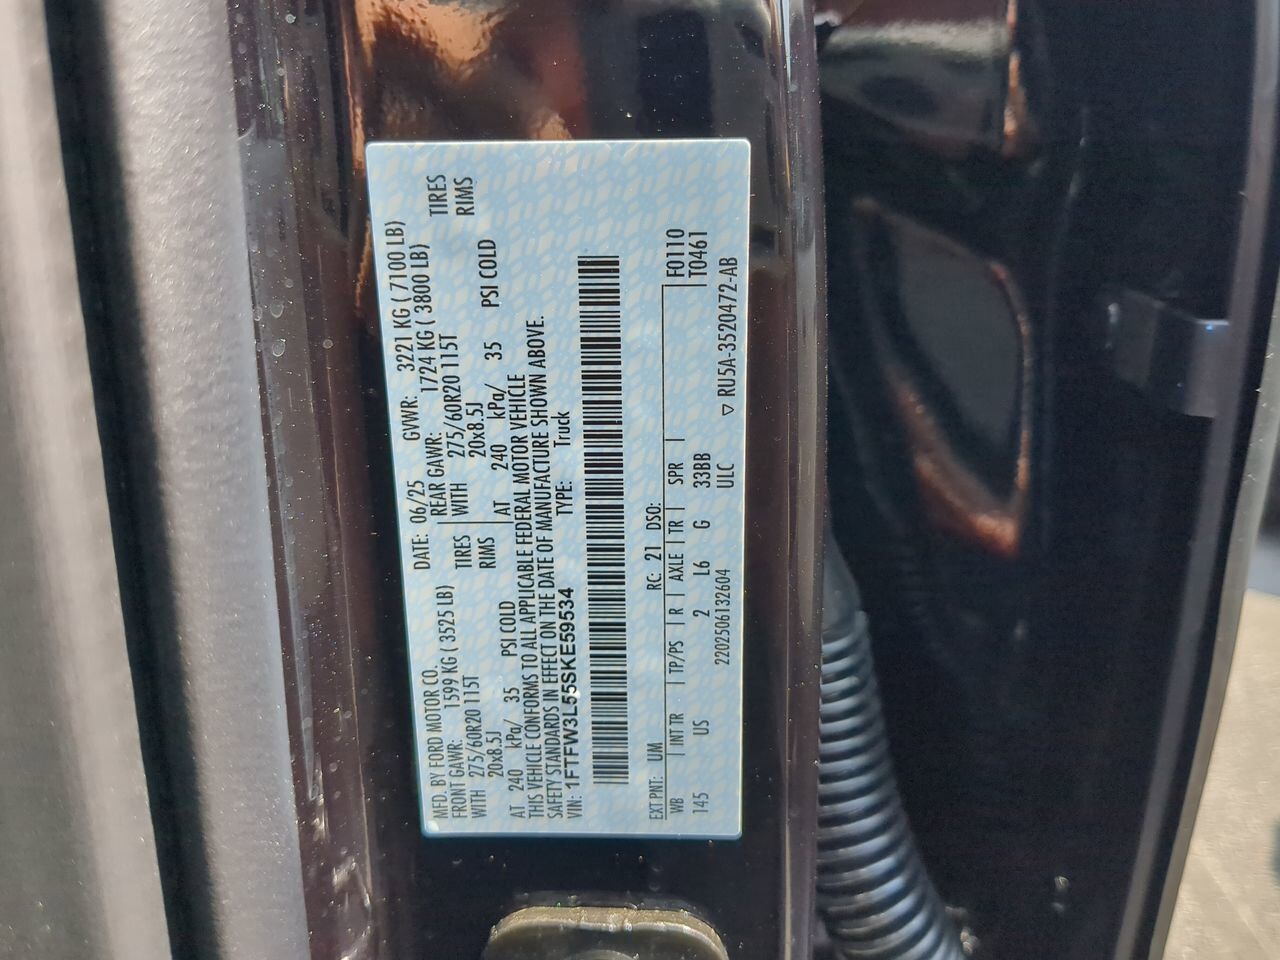 MFD. BY FORD MOTOR CO. DATE: 06/25 GVWR: 3221 KG ( 7100 LB)
FRONT GAWR: 1599 KG ( 3525 LB) REAR GAWR: 1724 KG ( 3800 LB)
WITH 275/60R20 115T TIRES WITH 275/60R20 115T TIRES
20x8.5J RIMS 20x8.5J RIMS
AT 240 kPa/ 35 PSI COLD AT 240 kPa/ 35 PSI COLD
THIS VEHICLE CONFORMS TO ALL APPLICABLE FEDERAL MOTOR VEHICLE
SAFETY STANDARDS IN EFFECT ON THE DATE OF MANUFACTURE SHOWN ABOVE.
VIN: 1FTFW3L55SKE59534 TYPE: Truck
EXT PNT: UM RC: 21 DSO: F0110
WB INT TR TP/PS R AXLE TR SPR T0461
145 US 2 L6 G 33BB
2202506132604 ULC ▽ RU5A-3520472-AB